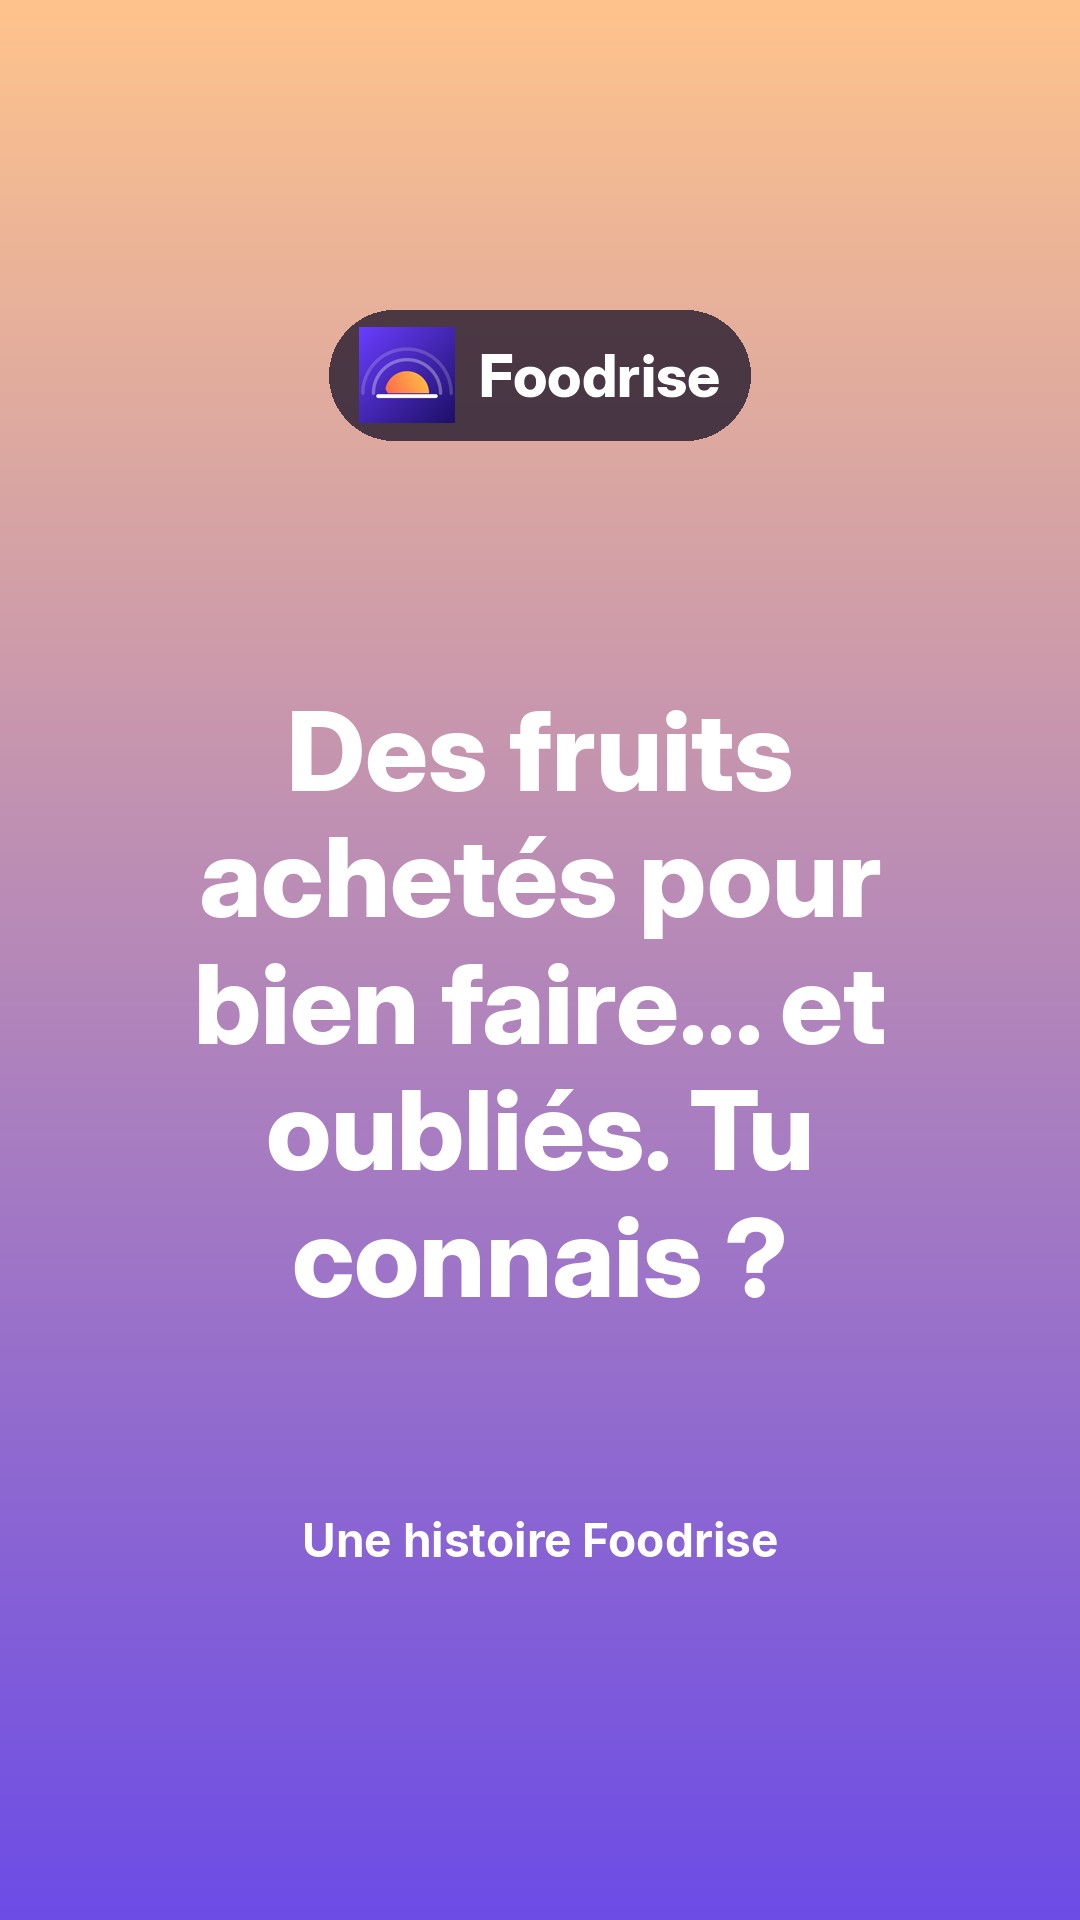 Foodrise
Des fruits
achetés pour
bien faire... et
oubliés. Tu
connais ?
Une histoire Foodrise